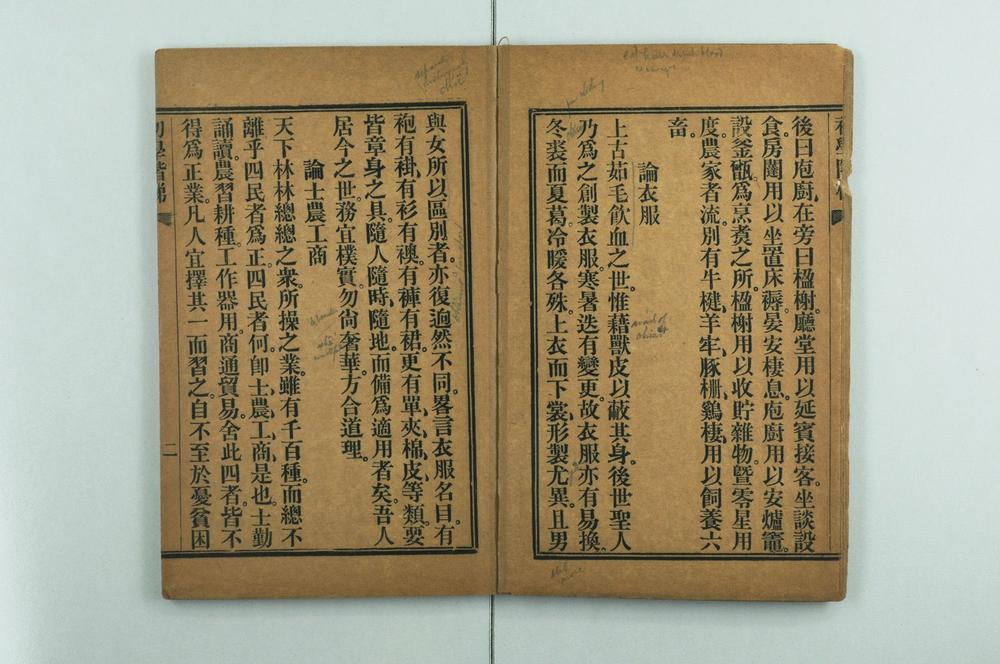 後曰庖廚、在旁曰楹榭。廳堂用以延賓接客。坐談設
食。房闥用以坐置床褥。晏安棲息。庖廚用以安爐竈。
設釜甑。爲烹煑之所。楹榭用以收貯雜物。曁零星用
度。農家者流。別有牛楗、羊牢、豚柵、鷄棲。用以飼養六
畜。
論衣服
上古茹毛飮血之世。惟藉獸皮以蔽其身。後世聖人
乃爲之創製衣服。寒暑迭有變更。故衣服亦有易換。
冬裘而夏葛。冷暖各殊。上衣而下裳。形製尤異。且男
與女所以區別者。亦復逈然不同。畧言衣服名目。有
袍有褂、有衫有襖。有褲有裙。更有單、夾、棉、皮等類。要
皆章身之具。隨人隨時、隨地而備爲適用者矣。吾人
居今之世。務宜樸實。勿尙奢華。方合道理。
論士農工商
天下林林總總之衆。所操之業。雖有千百種。而總不
離乎四民者爲正。四民者何。卽士、農、工、商是也。士勤
誦讀。農習耕種。工作器用。商通貿易。舍此四者。皆不
得爲正業。凡人宜擇其一而習之。自不至於憂貧困
初學階梯
二